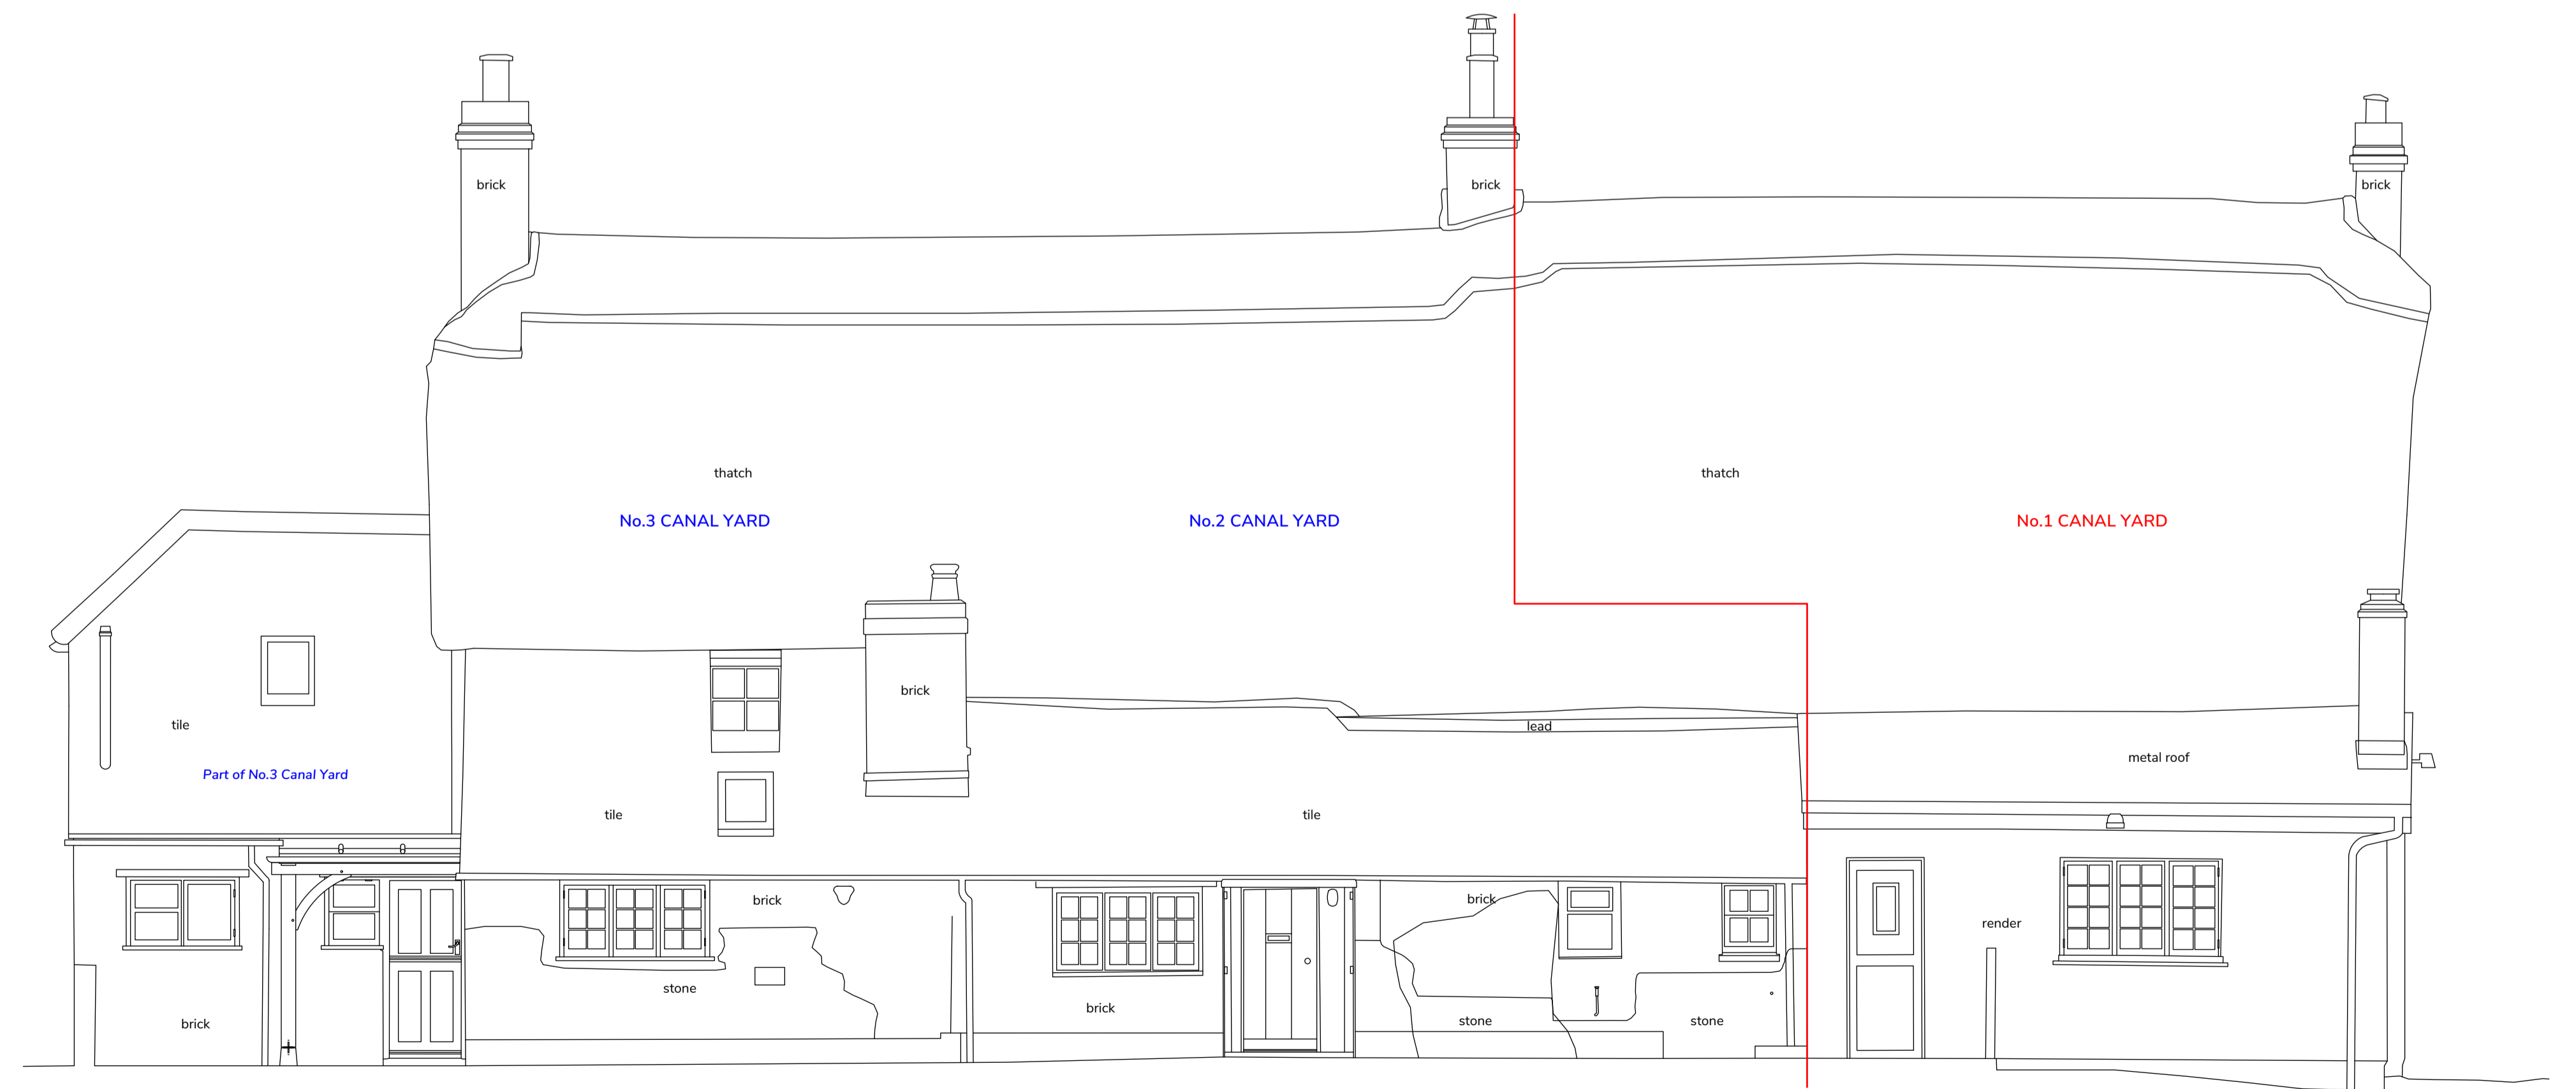 brick
brick
brick
thatch
thatch
No.3 CANAL YARD
No.2 CANAL YARD
No.1 CANAL YARD
brick
tile
lead
metal roof
Part of No.3 Canal Yard
tile
tile
brick
brick
render
stone
brick
brick
stone
stone